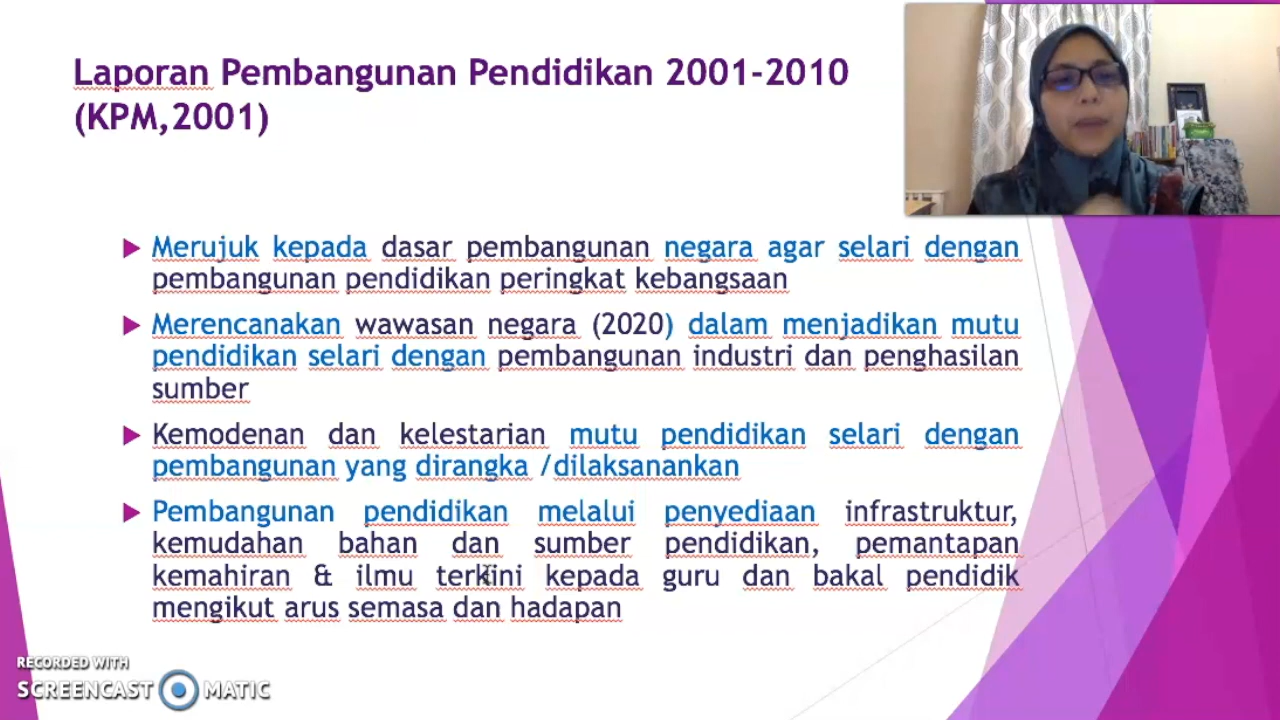 Laporan Pembangunan Pendidikan 2001-2010
(KPM,2001)
Merujuk kepada dasar pembangunan negara agar selari dengan
pembangunan pendidikan peringkat kebangsaan
Merencanakan wawasan negara (2020) dalam menjadikan mutu
pendidikan selari dengan pembangunan industri dan penghasilan
sumber
Kemodenan dan kelestarian mutu pendidikan selari dengan
pembangunan yang dirangka /dilaksanankan
Pembangunan pendidikan melalui penyediaan infrastruktur,
kemudahan bahan dan sumber pendidikan, pemantapan
kemahiran & ilmu terkini kepada guru dan bakal pendidik
mengikut arus semasa dan hadapan
RECORDED WITH
SCREENCAST MATIC